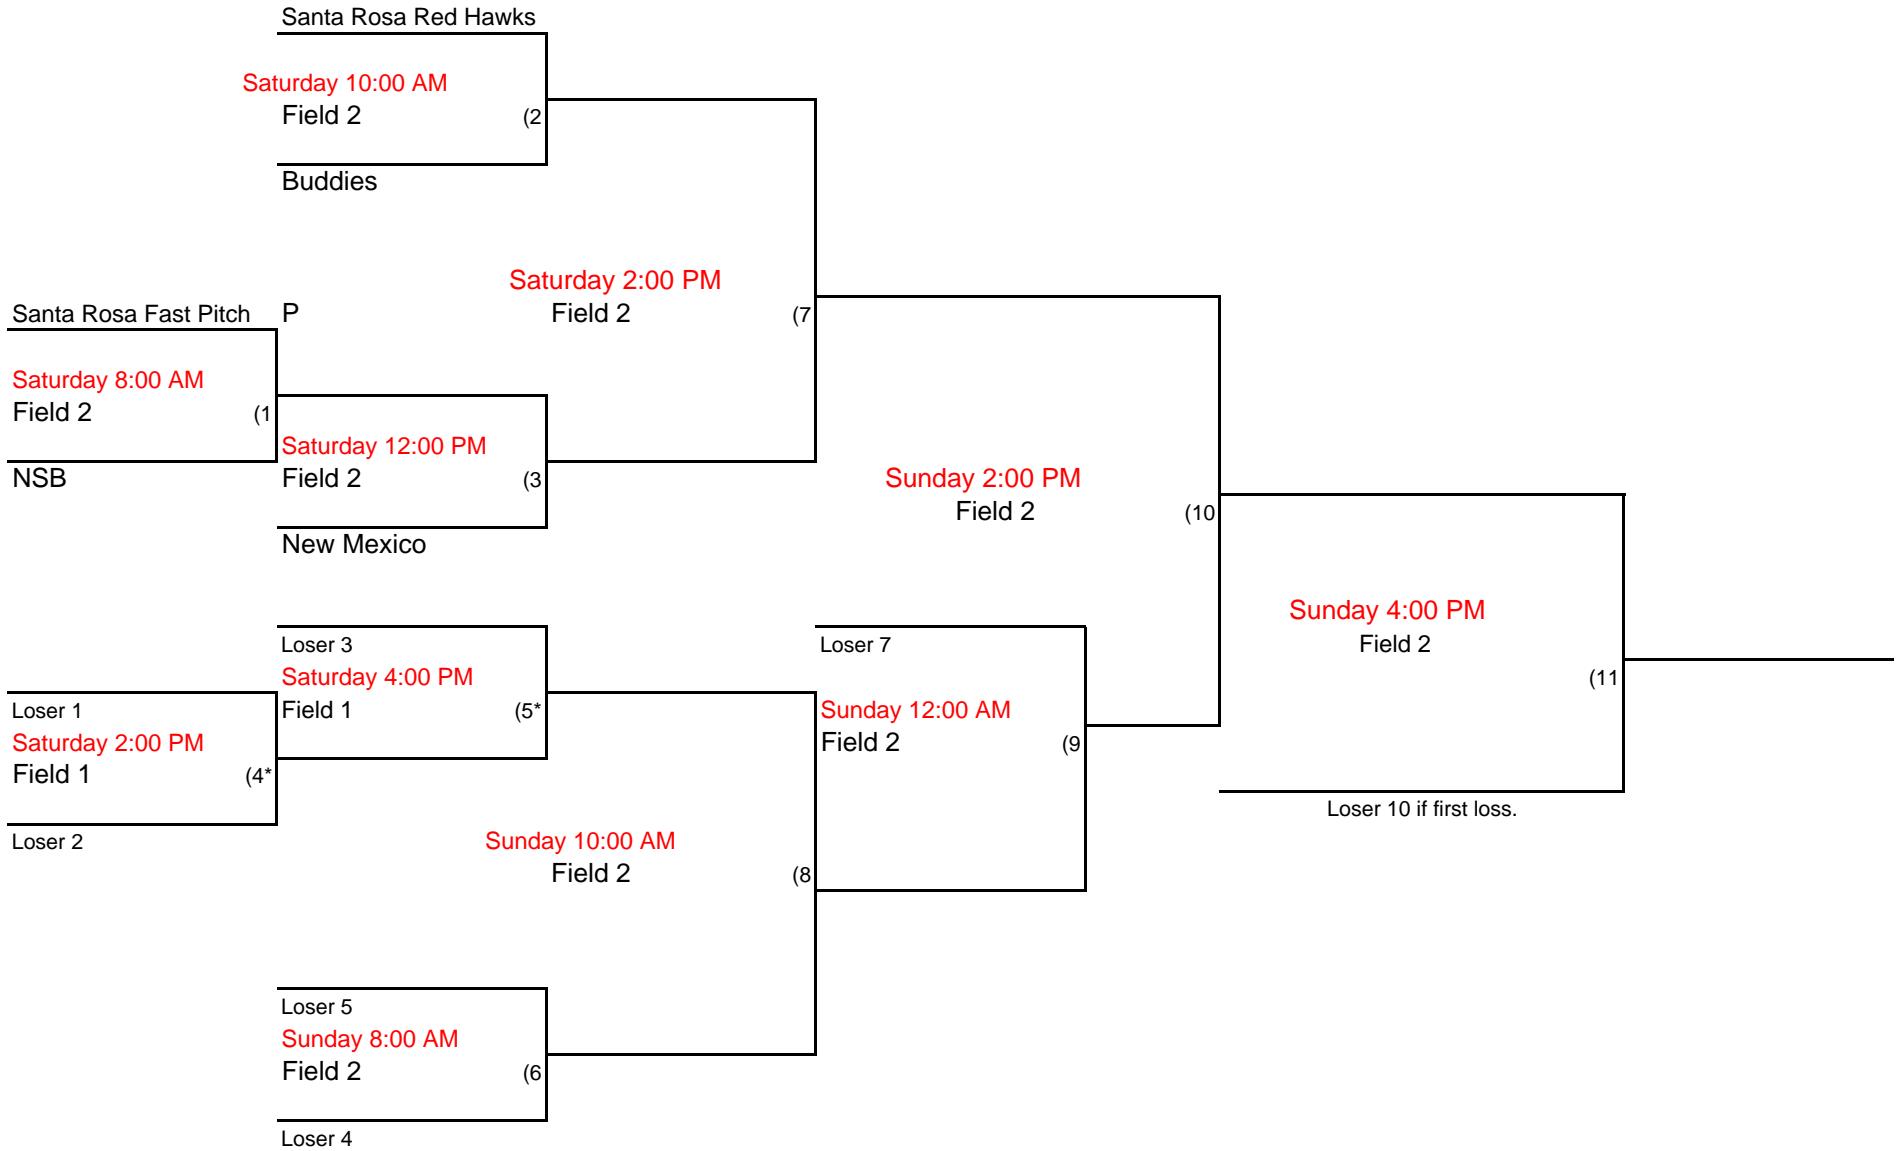 Santa Rosa Red Hawks
Saturday 10:00 AM
Field 2 (2
Buddies
Saturday 2:00 PM
Field 2 (7
Santa Rosa Fast Pitch P
Saturday 8:00 AM
Field 2 (1
NSB
Saturday 12:00 PM
Field 2 (3
New Mexico
Sunday 2:00 PM
Field 2 (10
Sunday 4:00 PM
Field 2
(11
Loser 10 if first loss.
Loser 3
Saturday 4:00 PM
Field 1 (5*
Loser 1
Saturday 2:00 PM
Field 1 (4*
Loser 2
Loser 7
Sunday 12:00 AM
Field 2 (9
Sunday 10:00 AM
Field 2 (8
Loser 5
Sunday 8:00 AM
Field 2 (6
Loser 4